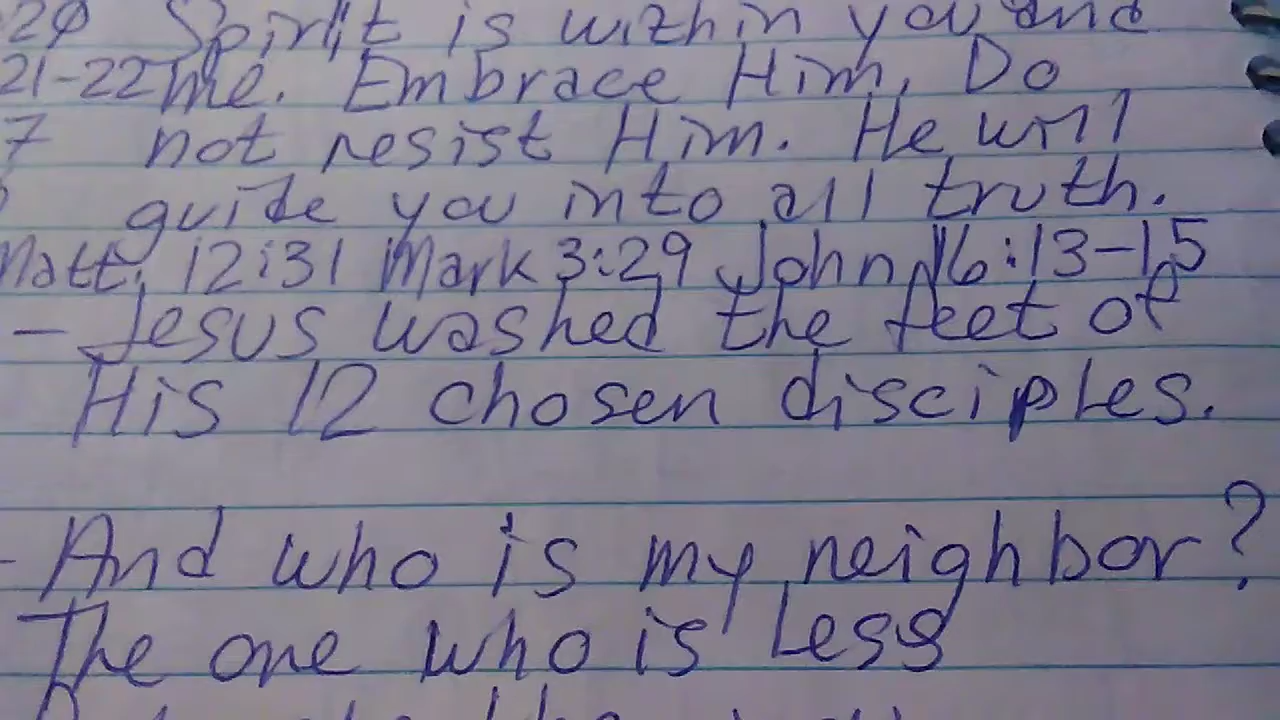 20 Spirit is within you and
21-22 me. Embrace Him, Do
7 not resist Him. He will
guide you into all truth.
Matt. 12:31 Mark 3:29 John 16:13-15
- Jesus washed the feet of
His 12 chosen disciples.
- And who is my neighbor?
The one who is Less